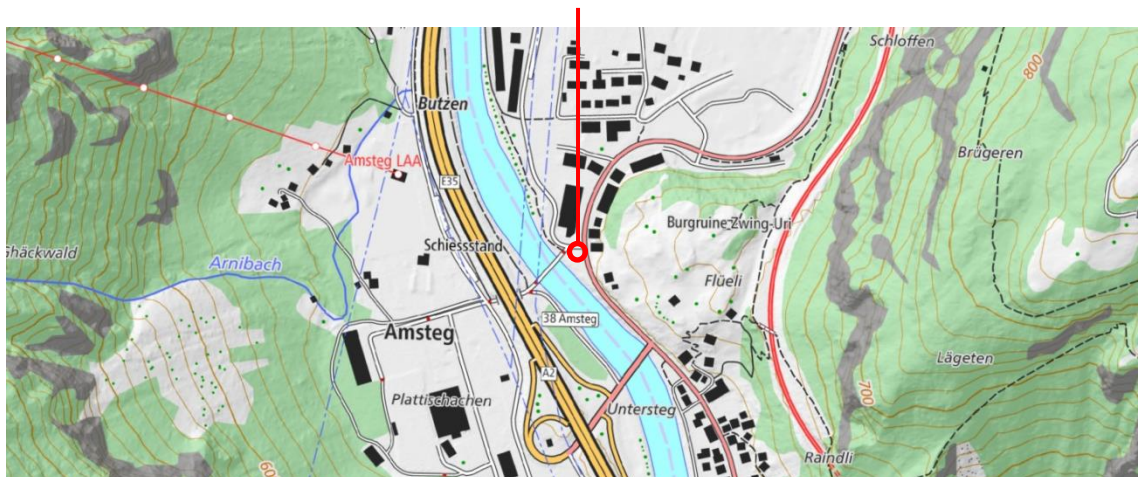 Schloffen
800
Butzen
Brügeren
Amsteg LAA
E35
Burgruine Zwing-Uri
Ghäckwald
Schiessstand
Arnibach
Flüeli
38 Amsteg
Amsteg
Lägeten
A2
700
Plattischachen
Untersteg
Raindli